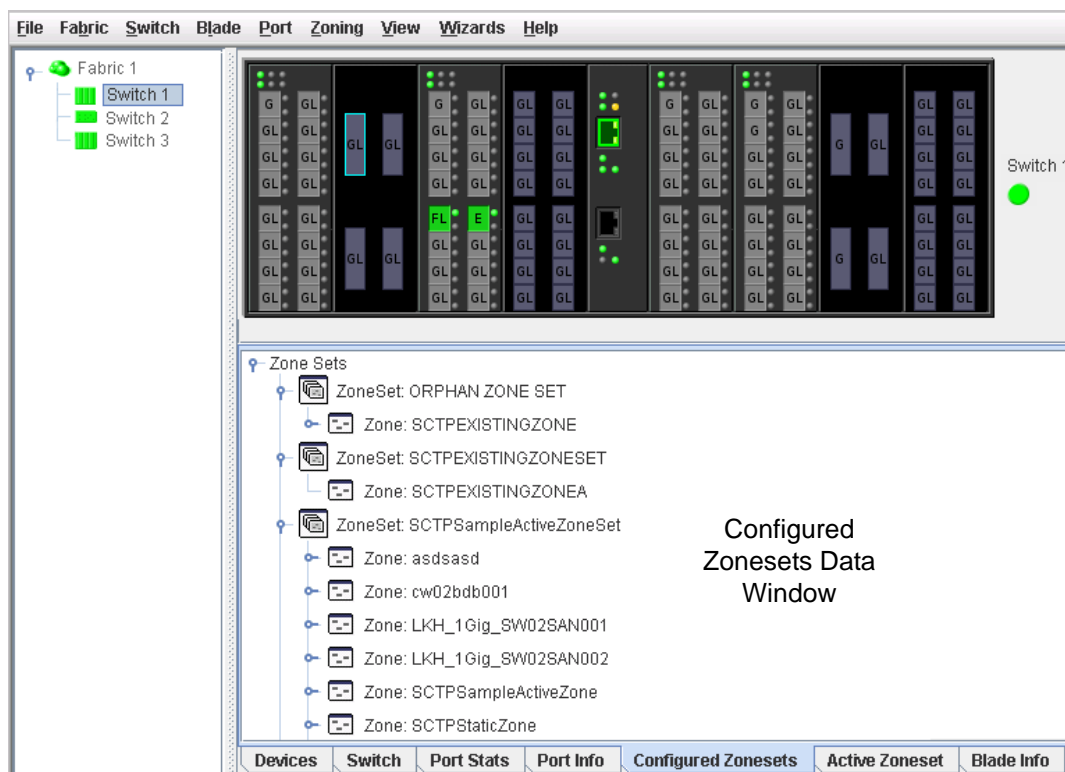 File Fabric Switch Blade Port Zoning View Wizards Help
Fabric 1
Switch 1
Switch 2
Switch 3
G GL G GL GL GL G GL G GL GL GL
GL GL GL GL GL GL GL GL G GL GL GL
GL GL G GL
GL GL GL GL GL GL GL GL GL GL GL GL
GL GL GL GL GL GL GL GL GL GL GL GL
GL GL FL E GL GL GL GL GL GL GL GL
GL GL GL GL GL GL GL GL GL GL GL GL
GL GL G GL
GL GL GL GL GL GL GL GL GL GL GL GL
GL GL GL GL GL GL GL GL GL GL GL GL
Switch 1
Zone Sets
ZoneSet: ORPHAN ZONE SET
Zone: SCTPEXISTINGZONE
ZoneSet: SCTPEXISTINGZONESET
Zone: SCTPEXISTINGZONEA
ZoneSet: SCTPSampleActiveZoneSet
Zone: asdsasd
Zone: cw02bdb001
Zone: LKH_1Gig_SW02SAN001
Zone: LKH_1Gig_SW02SAN002
Zone: SCTPSampleActiveZone
Zone: SCTPStaticZone
Configured
Zonesets Data
Window
Devices Switch Port Stats Port Info Configured Zonesets Active Zoneset Blade Info